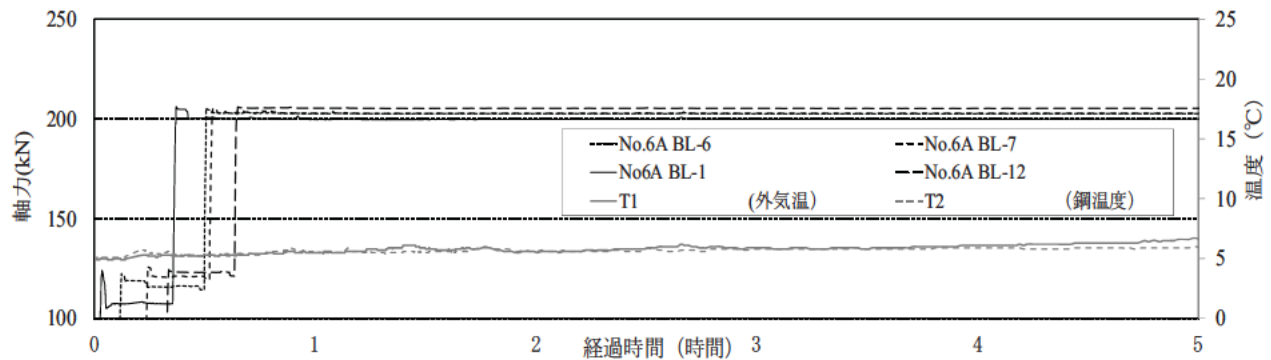 250
200
150
100
軸力(kN)
25
20
15
10
5
0
温度 (℃)
No.6A BL-6
No.6A BL-7
No6A BL-1
No.6A BL-12
T1 (外気温)
T2 (鋼温度)
0 1 2 3 4 5
経過時間 (時間)